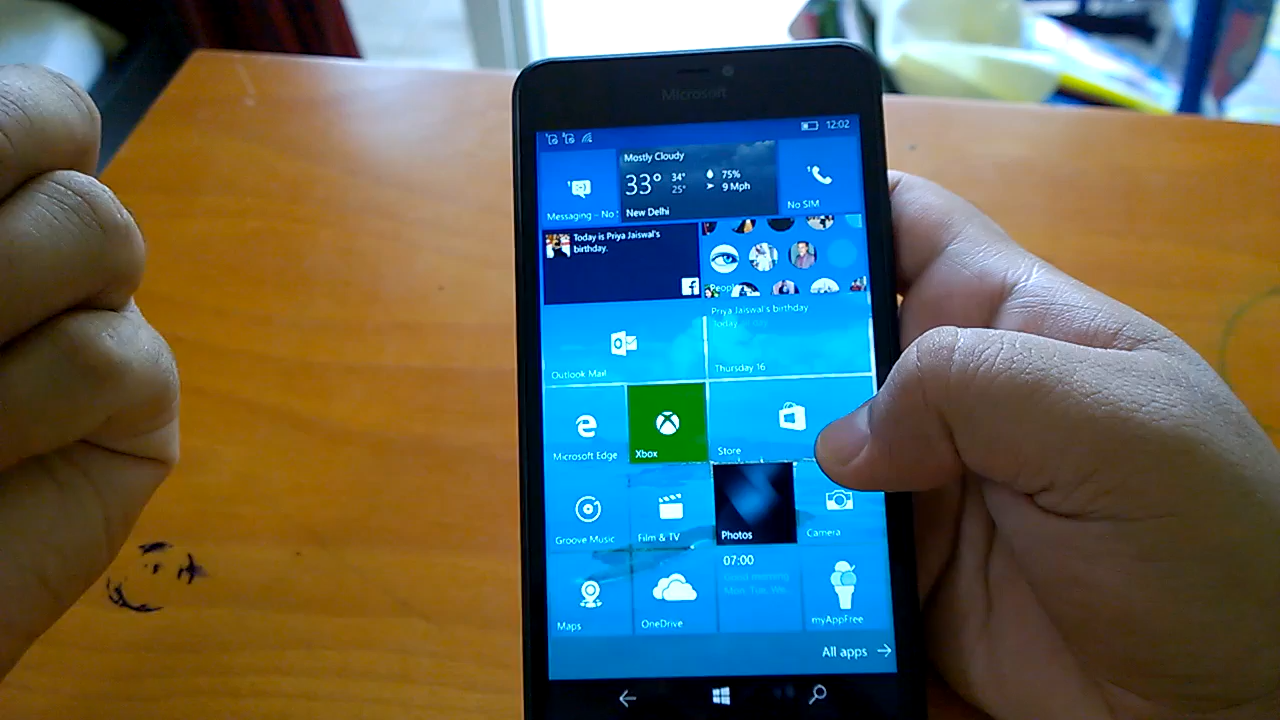 Microsoft
12:02
Mostly Cloudy
33° 34° 75%
25° 9 Mph
New Delhi
1
Messaging – No
1
No SIM
Today is Priya Jaiswal's
birthday.
f
People
Outlook Mail
Priya Jaiswal's birthday
Today
Thursday 16
Microsoft Edge
Xbox
Store
Groove Music
Film & TV
Photos
Camera
07:00
Good morning
Mon, Tue, We...
Maps
OneDrive
myAppFree
All apps